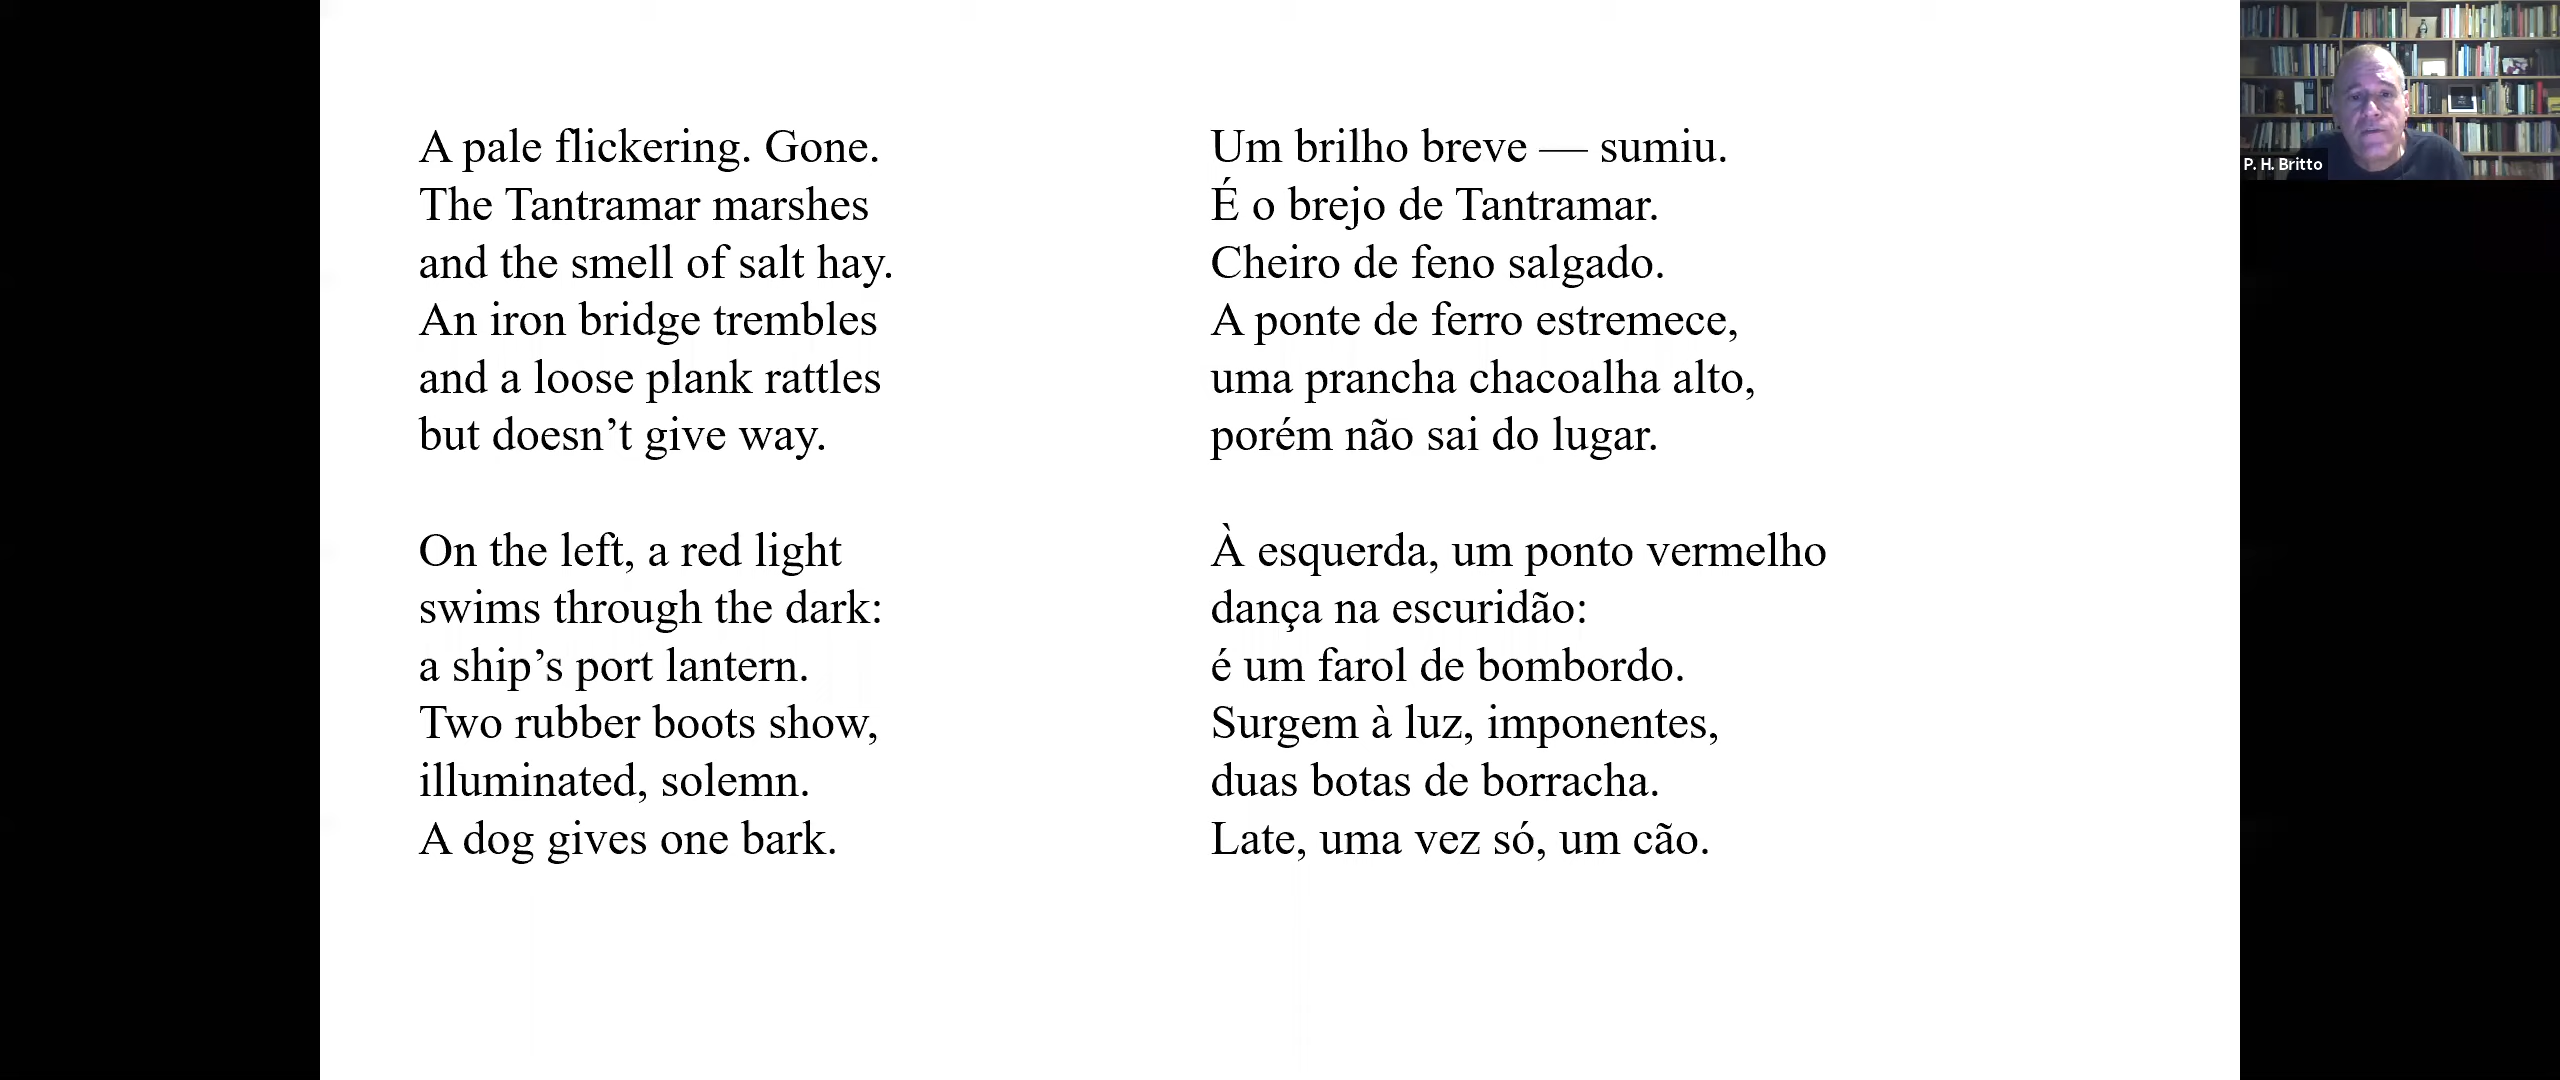 A pale flickering. Gone.
The Tantramar marshes
and the smell of salt hay.
An iron bridge trembles
and a loose plank rattles
but doesn’t give way.
On the left, a red light
swims through the dark:
a ship’s port lantern.
Two rubber boots show,
illuminated, solemn.
A dog gives one bark.
Um brilho breve — sumiu.
É o brejo de Tantramar.
Cheiro de feno salgado.
A ponte de ferro estremece,
uma prancha chacoalha alto,
porém não sai do lugar.
À esquerda, um ponto vermelho
dança na escuridão:
é um farol de bombordo.
Surgem à luz, imponentes,
duas botas de borracha.
Late, uma vez só, um cão.
P. H. Britto